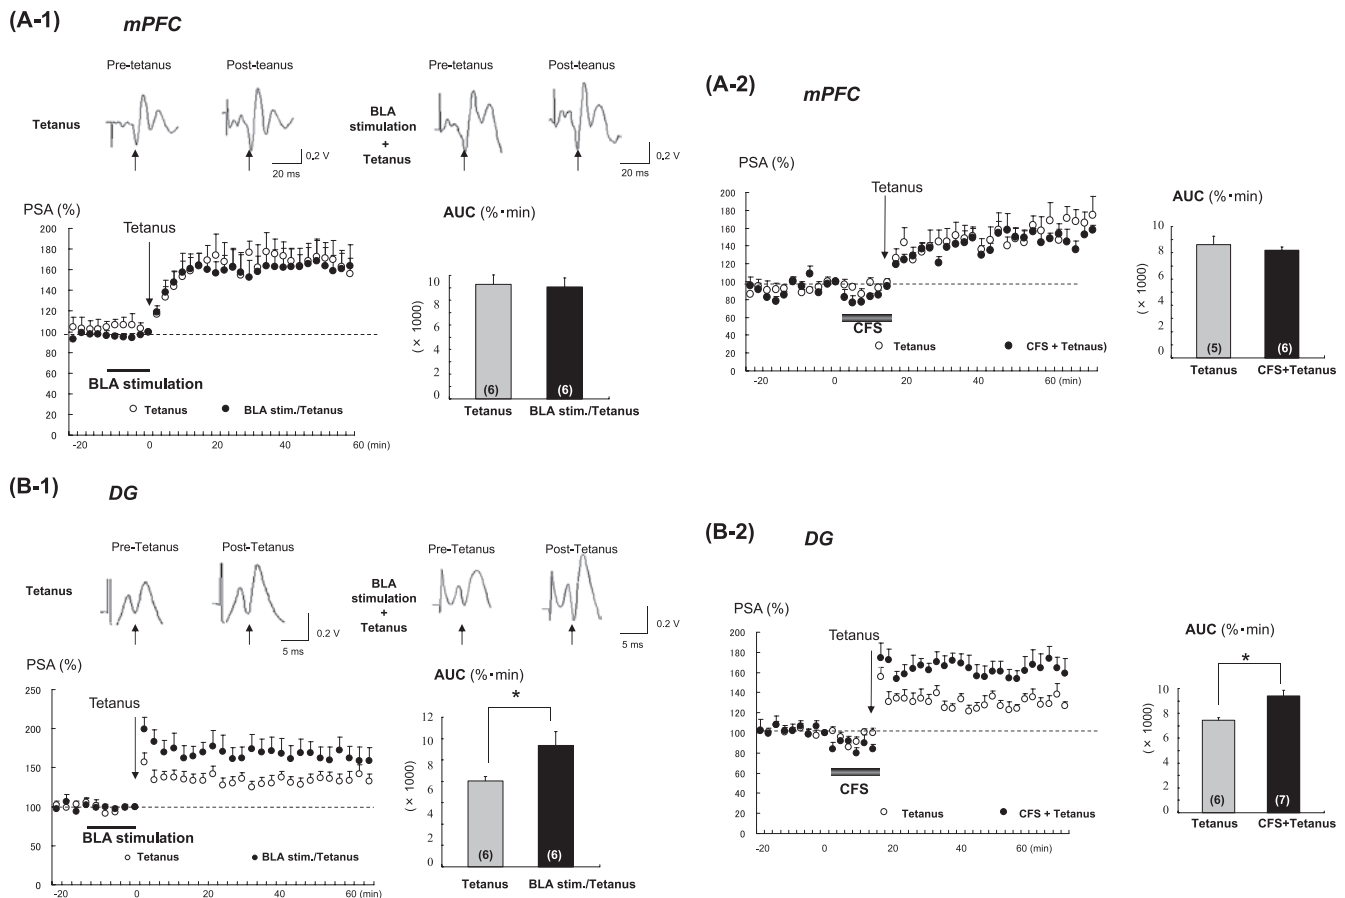 (A-1) mPFC
Pre-tetanus Post-teanus Pre-tetanus Post-teanus
Tetanus
BLA
stimulation
+
Tetanus
0.2 V
20 ms
0.2 V
20 ms
PSA (%)
Tetanus
200
180
160
140
120
100
80
60
40
20
0
BLA stimulation
Tetanus BLA stim./Tetanus
-20 0 20 40 60 (min)
AUC (%·min)
(× 1000)
10
8
6
4
2
0
(6) (6)
Tetanus BLA stim./Tetanus
(A-2) mPFC
PSA (%)
Tetanus
200
180
160
140
120
100
80
60
40
20
0
CFS
Tetanus CFS + Tetnaus)
-20 0 20 40 60 (min)
AUC (%·min)
(× 1000)
10
8
6
4
2
0
(5) (6)
Tetanus CFS+Tetanus
(B-1) DG
Pre-Tetanus Post-Tetanus Pre-Tetanus Post-Tetanus
Tetanus
BLA
stimulation
+
Tetanus
0.2 V
5 ms
0.2 V
5 ms
PSA (%)
Tetanus
250
200
150
100
50
0
BLA stimulation
Tetanus BLA stim./Tetanus
-20 0 20 40 60 (min)
AUC (%·min)
*
(× 1000)
12
10
8
6
4
2
0
(6) (6)
Tetanus BLA stim./Tetanus
(B-2) DG
PSA (%)
Tetanus
200
180
160
140
120
100
80
60
40
20
0
CFS
Tetanus CFS + Tetanus
-20 0 20 40 60 (min)
AUC (%·min)
*
(× 1000)
10
8
6
4
2
0
(6) (7)
Tetanus CFS+Tetanus